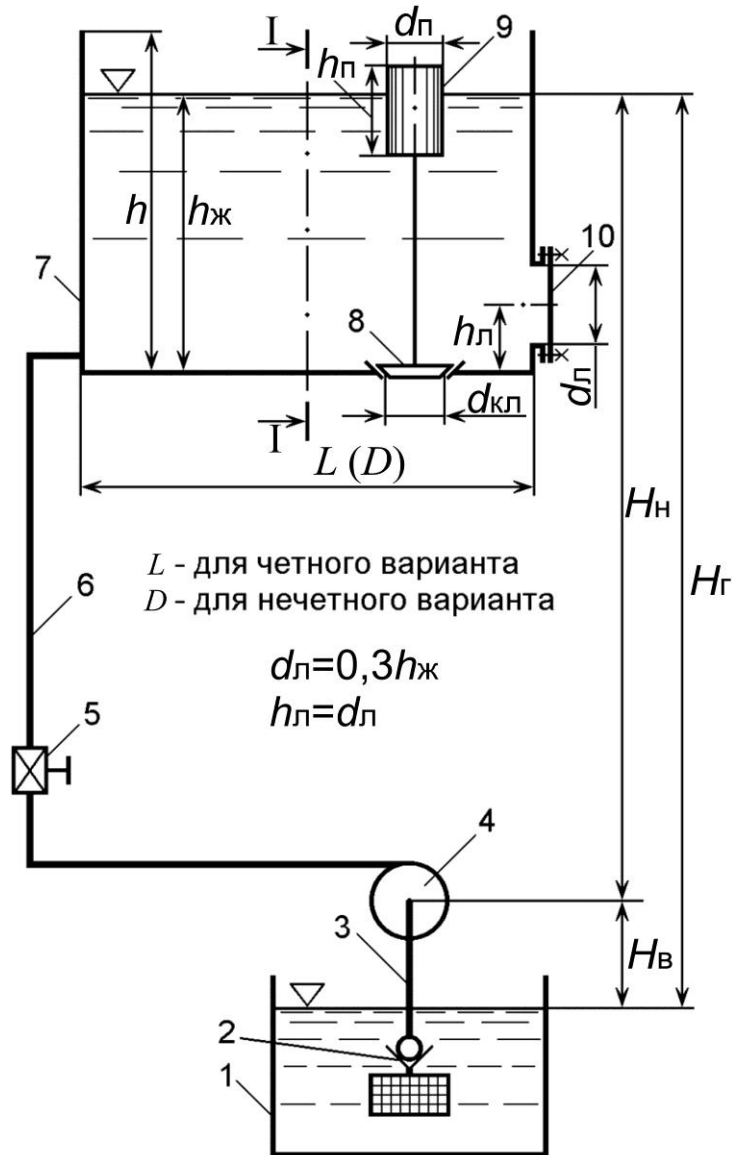 I
dп
9
hп
h
hж
10
7
8
hл
dл
I
dкл
L (D)
Hн
Hг
L - для четного варианта
D - для нечетного варианта
6
dл=0,3hж
hл=dл
5
4
3
Hв
2
1